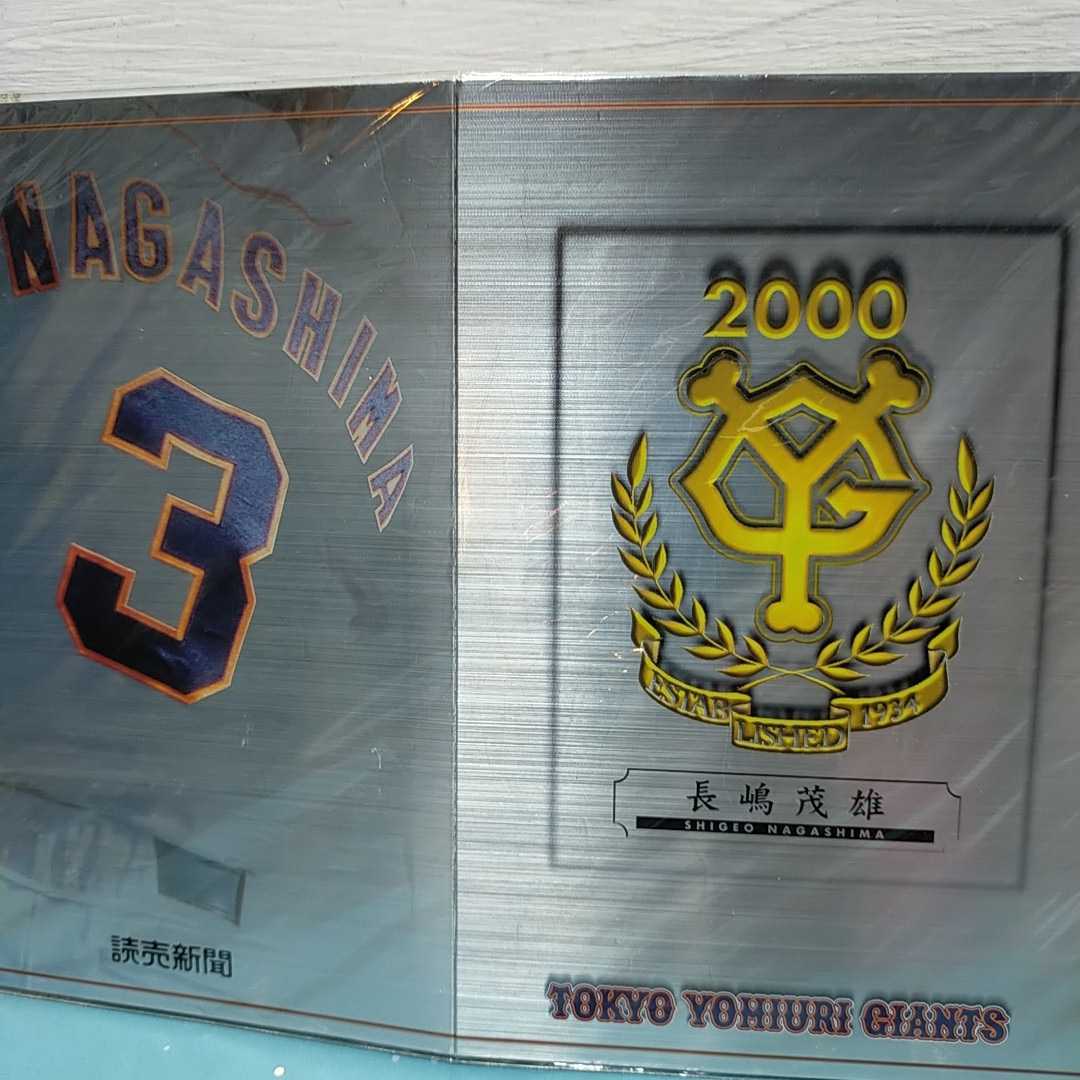 NAGASHIMA
3
読売新聞
2000
YG
ESTAB
LISHED
1934
長嶋茂雄
SHIGEO NAGASHIMA
TOKYO YOMIURI GIANTS